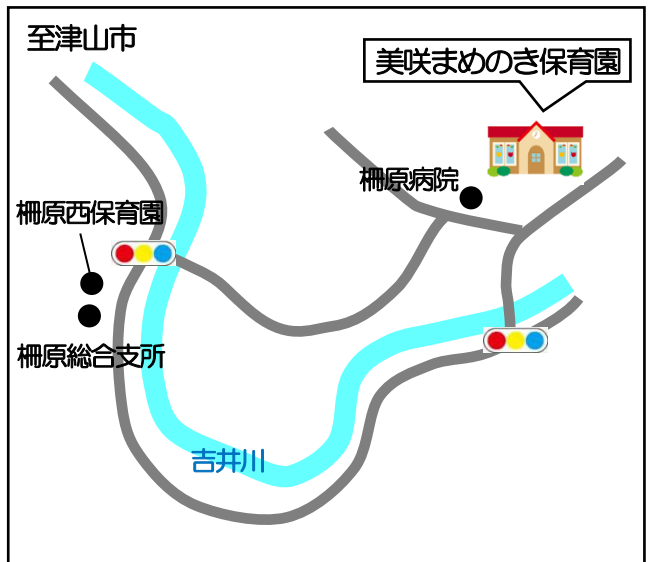 至津山市
美咲まめのき保育園
柵原病院
柵原西保育園
柵原総合支所
吉井川